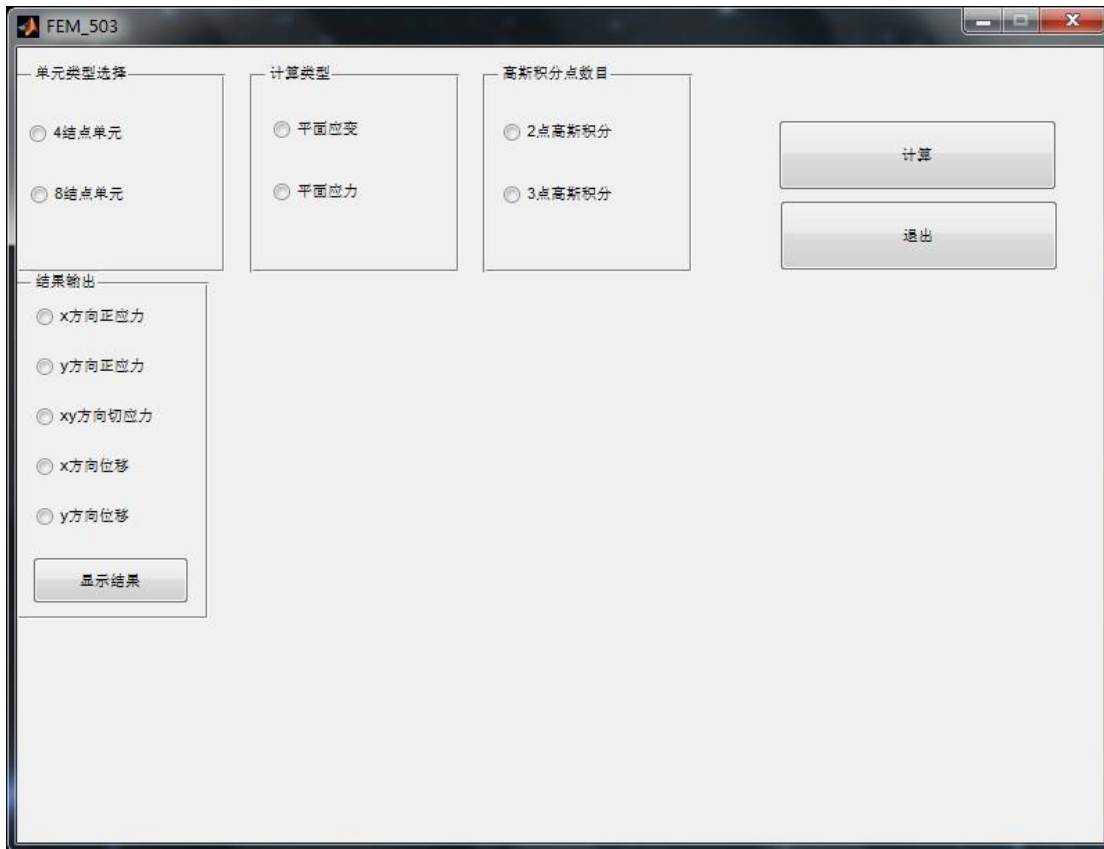 FEM_503
单元类型选择
4结点单元
8结点单元
计算类型
平面应变
平面应力
高斯积分点数目
2点高斯积分
3点高斯积分
计算
退出
结果输出
x方向正应力
y方向正应力
xy方向切应力
x方向位移
y方向位移
显示结果